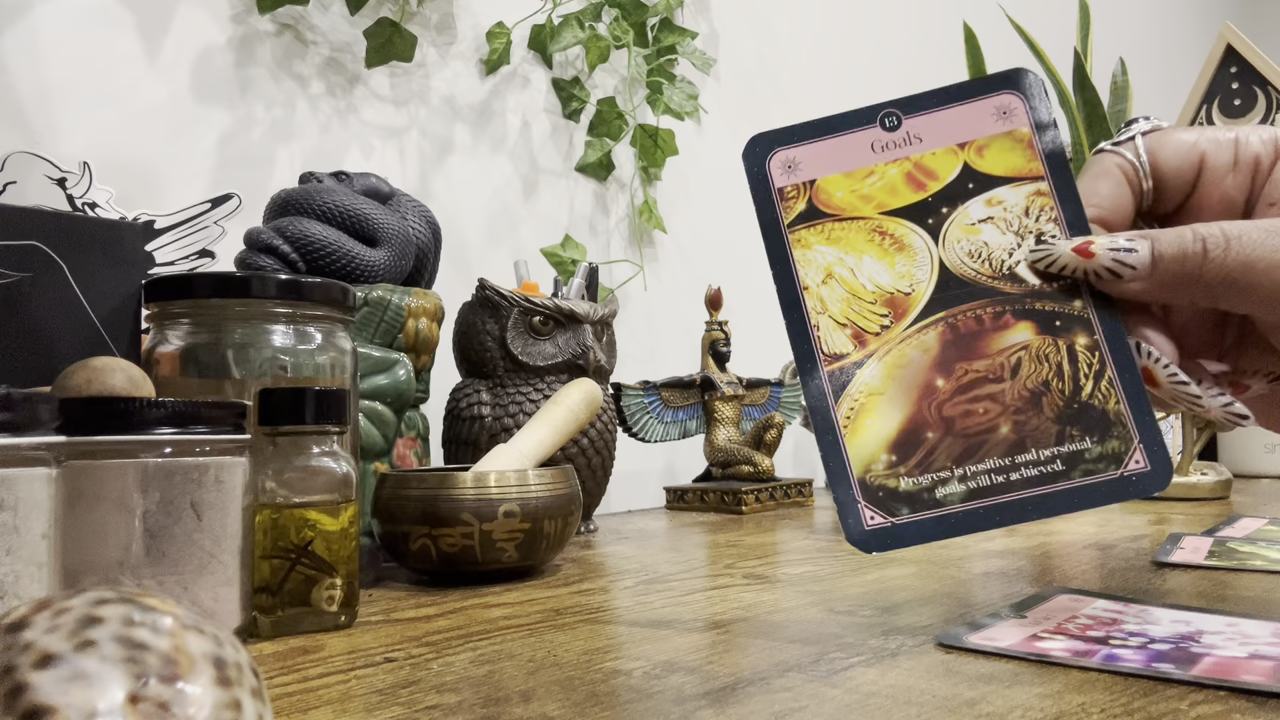 13
Goals
Progress is positive and personal
goals will be achieved.